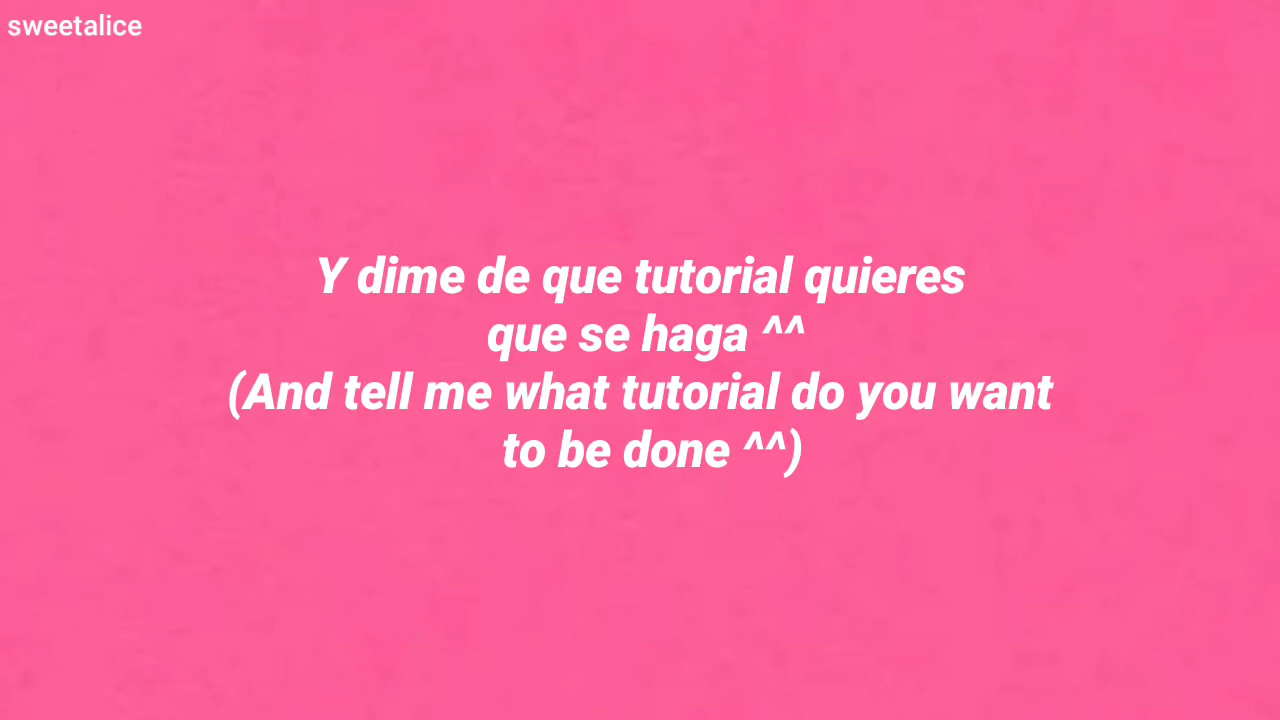 sweetalice
Y dime de que tutorial quieres
que se haga ^^
(And tell me what tutorial do you want
to be done ^^)